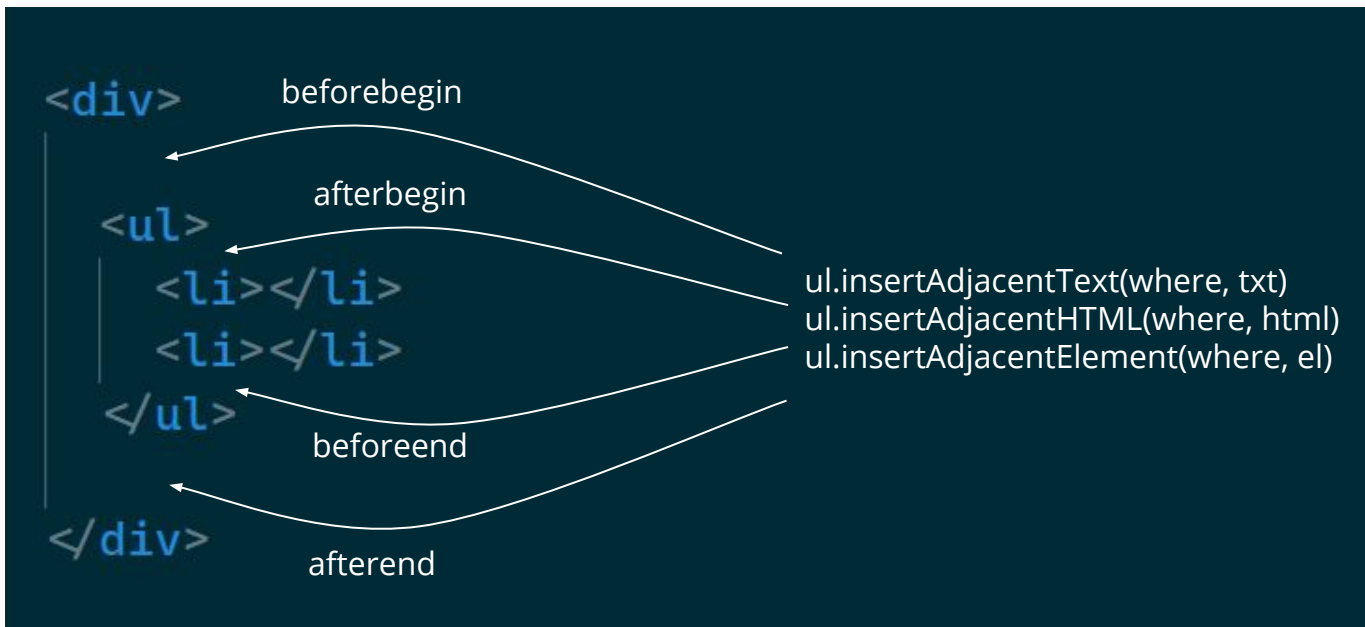 <div>
beforebegin
afterbegin
<ul>
<li></li>
<li></li>
</ul>
beforeend
</div>
afterend
ul.insertAdjacentText(where, txt)
ul.insertAdjacentHTML(where, html)
ul.insertAdjacentElement(where, el)